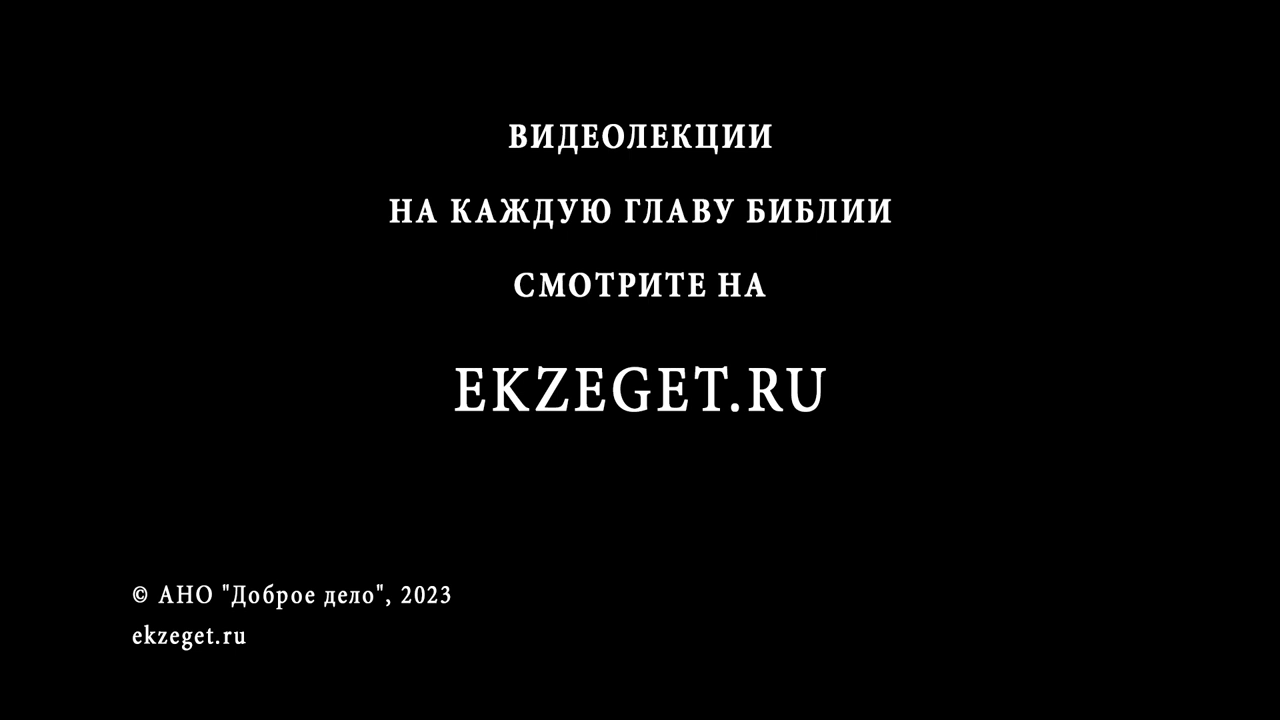 ВИДЕОЛЕКЦИИ
НА КАЖДУЮ ГЛАВУ БИБЛИИ
СМОТРИТЕ НА
EKZEGET.RU
© АНО "Доброе дело", 2023
ekzeget.ru